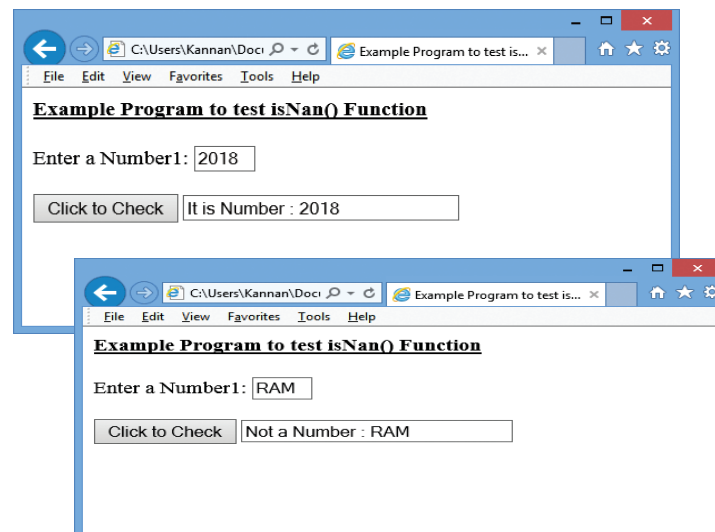 C:\Users\Kannan\Doci
Example Program to test is...
File Edit View Favorites Tools Help
Example Program to test isNan() Function
Enter a Number1: 2018
Click to Check It is Number : 2018
C:\Users\Kannan\Doci
Example Program to test is...
File Edit View Favorites Tools Help
Example Program to test isNan() Function
Enter a Number1: RAM
Click to Check Not a Number : RAM